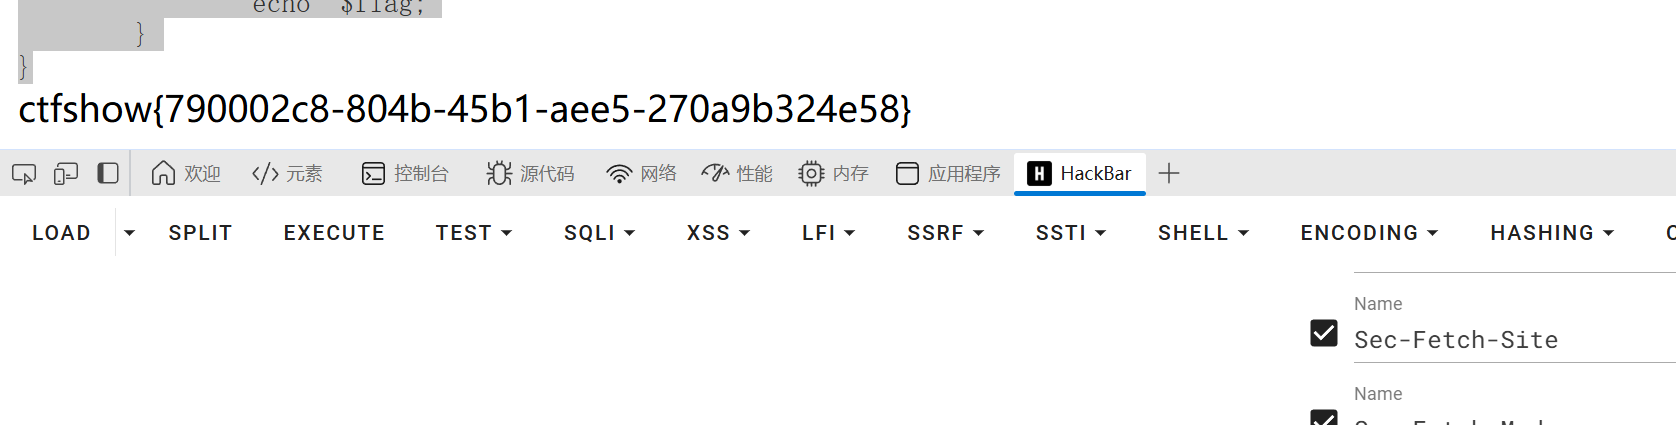 echo $flag;
}
}
ctfshow{790002c8-804b-45b1-aee5-270a9b324e58}
欢迎 元素 控制台 源代码 网络 性能 内存 应用程序 HackBar
LOAD SPLIT EXECUTE TEST SQLI XSS LFI SSRF SSTI SHELL ENCODING HASHING
Name
Sec-Fetch-Site
Name